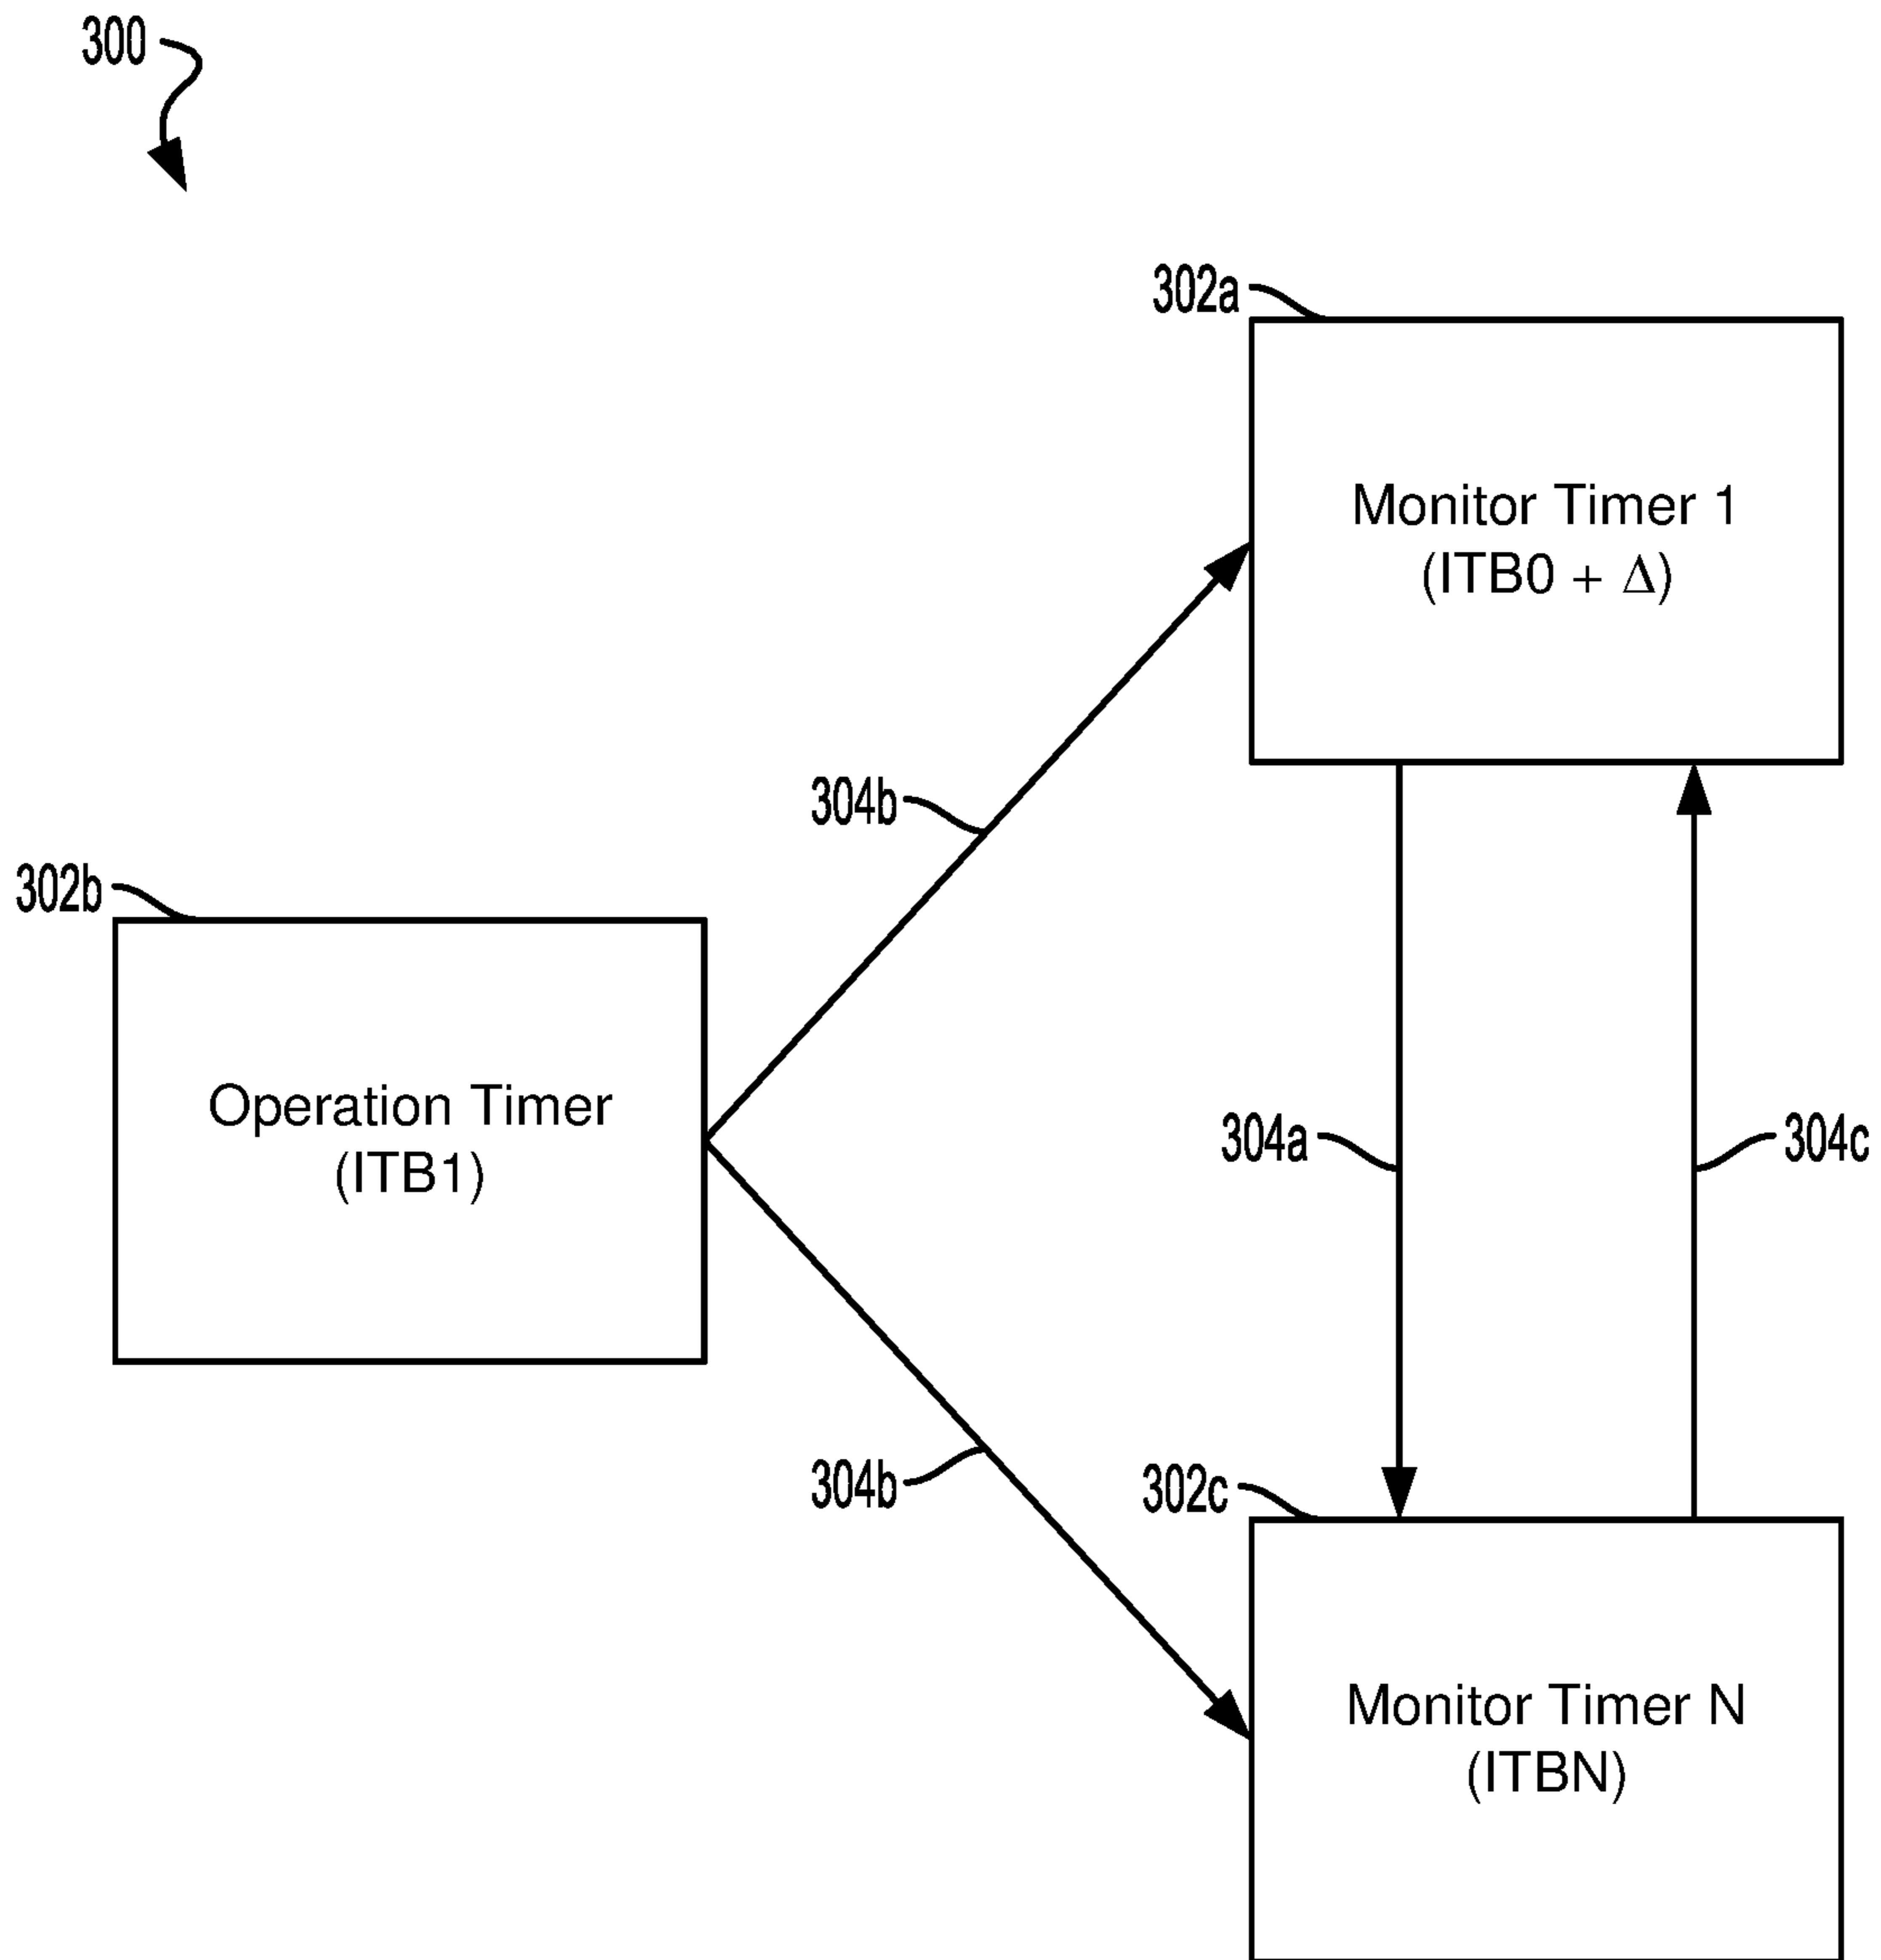 300
302a
Monitor Timer 1
(ITB0 + Δ)
304b
302b
Operation Timer
(ITB1)
304a
304c
304b
302c
Monitor Timer N
(ITBN)